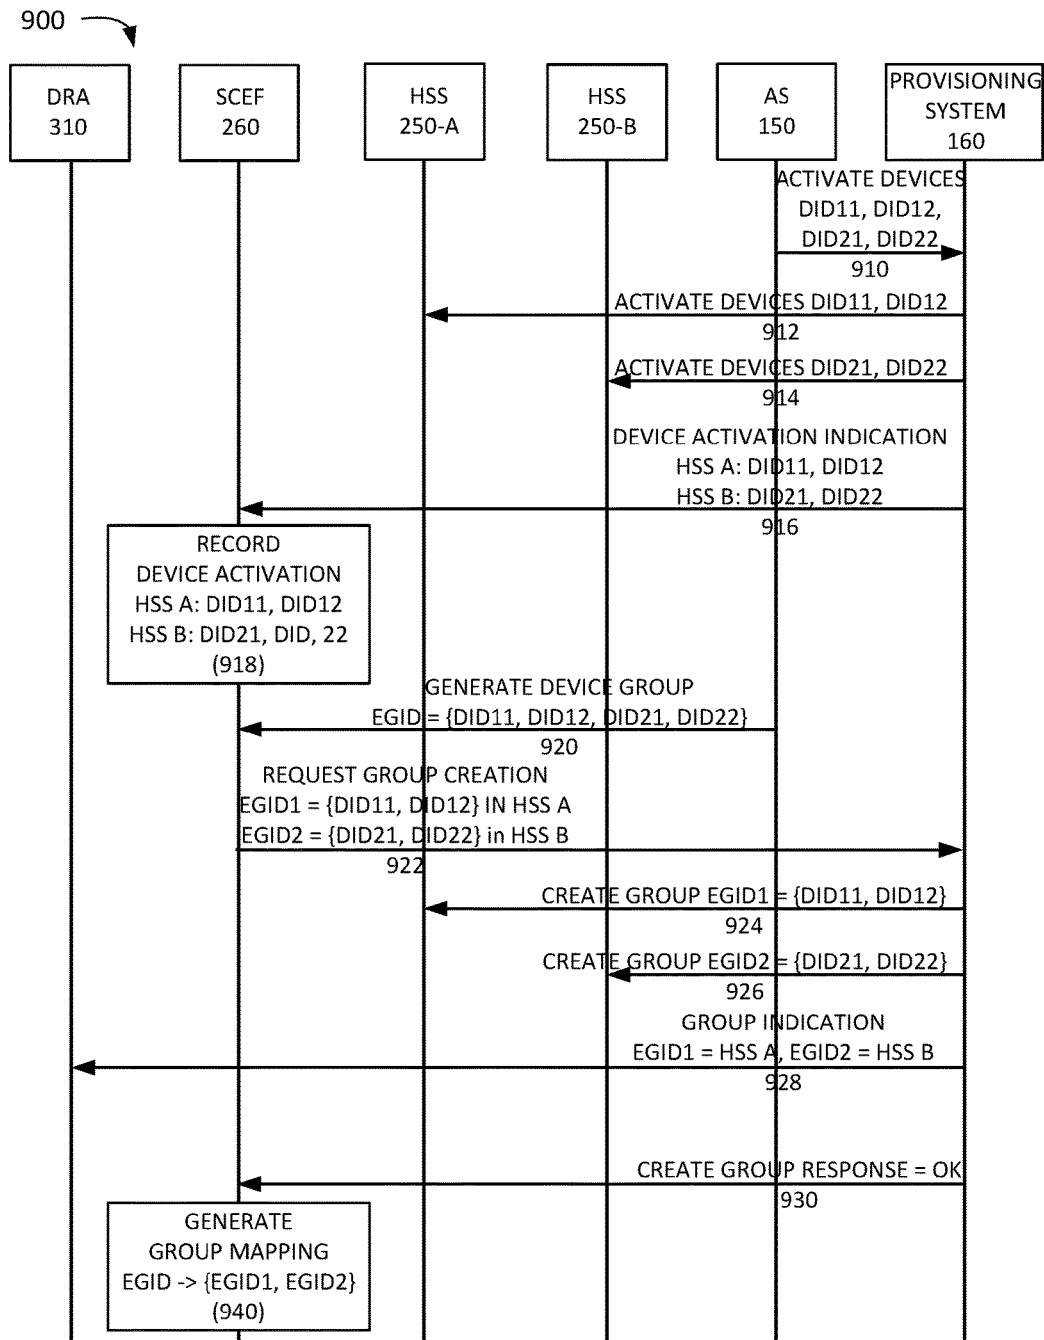 900
DRA
310
SCEF
260
HSS
250-A
HSS
250-B
AS
150
PROVISIONING
SYSTEM
160
ACTIVATE DEVICES
DID11, DID12,
DID21, DID22
910
ACTIVATE DEVICES DID11, DID12
912
ACTIVATE DEVICES DID21, DID22
914
DEVICE ACTIVATION INDICATION
HSS A: DID11, DID12
HSS B: DID21, DID22
916
RECORD
DEVICE ACTIVATION
HSS A: DID11, DID12
HSS B: DID21, DID, 22
(918)
GENERATE DEVICE GROUP
EGID = {DID11, DID12, DID21, DID22}
920
REQUEST GROUP CREATION
EGID1 = {DID11, DID12} IN HSS A
EGID2 = {DID21, DID22} in HSS B
922
CREATE GROUP EGID1 = {DID11, DID12}
924
CREATE GROUP EGID2 = {DID21, DID22}
926
GROUP INDICATION
EGID1 = HSS A, EGID2 = HSS B
928
CREATE GROUP RESPONSE = OK
930
GENERATE
GROUP MAPPING
EGID -> {EGID1, EGID2}
(940)